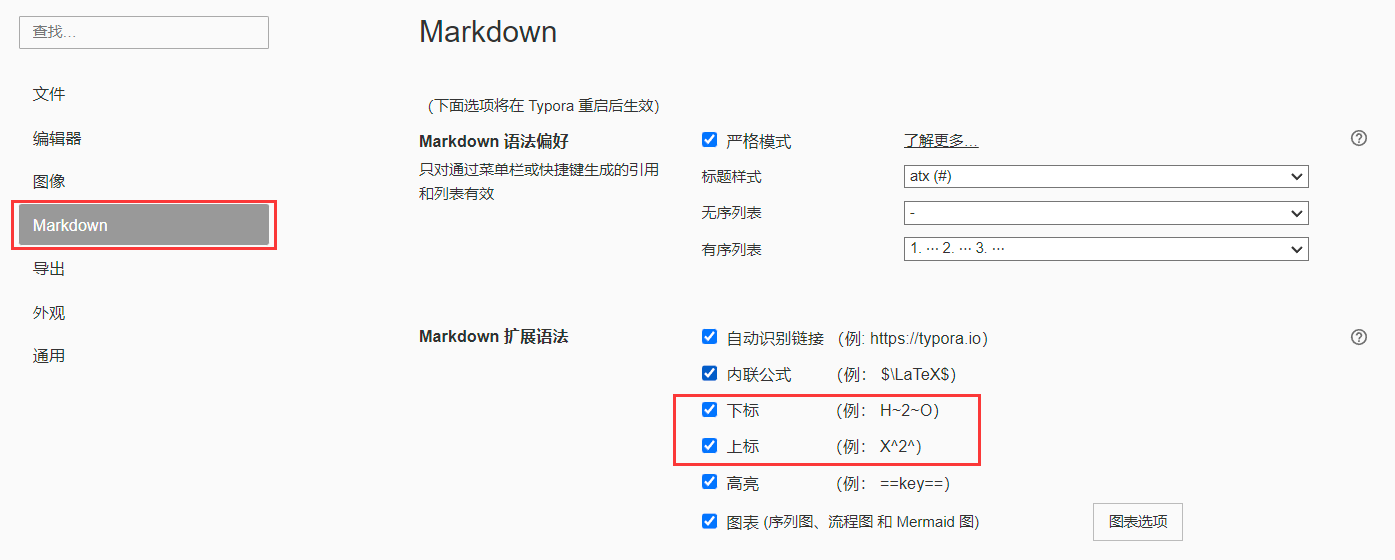 查找...
文件
编辑器
图像
Markdown
导出
外观
通用
Markdown
（下面选项将在 Typora 重启后生效）
Markdown 语法偏好
只对通过菜单栏或快捷键生成的引用
和列表有效
严格模式
了解更多...
标题样式
atx (#)
无序列表
-
有序列表
1. ··· 2. ··· 3. ···
Markdown 扩展语法
自动识别链接 （例: https://typora.io）
内联公式 （例： $\LaTeX$）
下标 （例： H~2~O）
上标 （例： X^2^）
高亮 （例： ==key==）
图表 (序列图、流程图 和 Mermaid 图)
图表选项